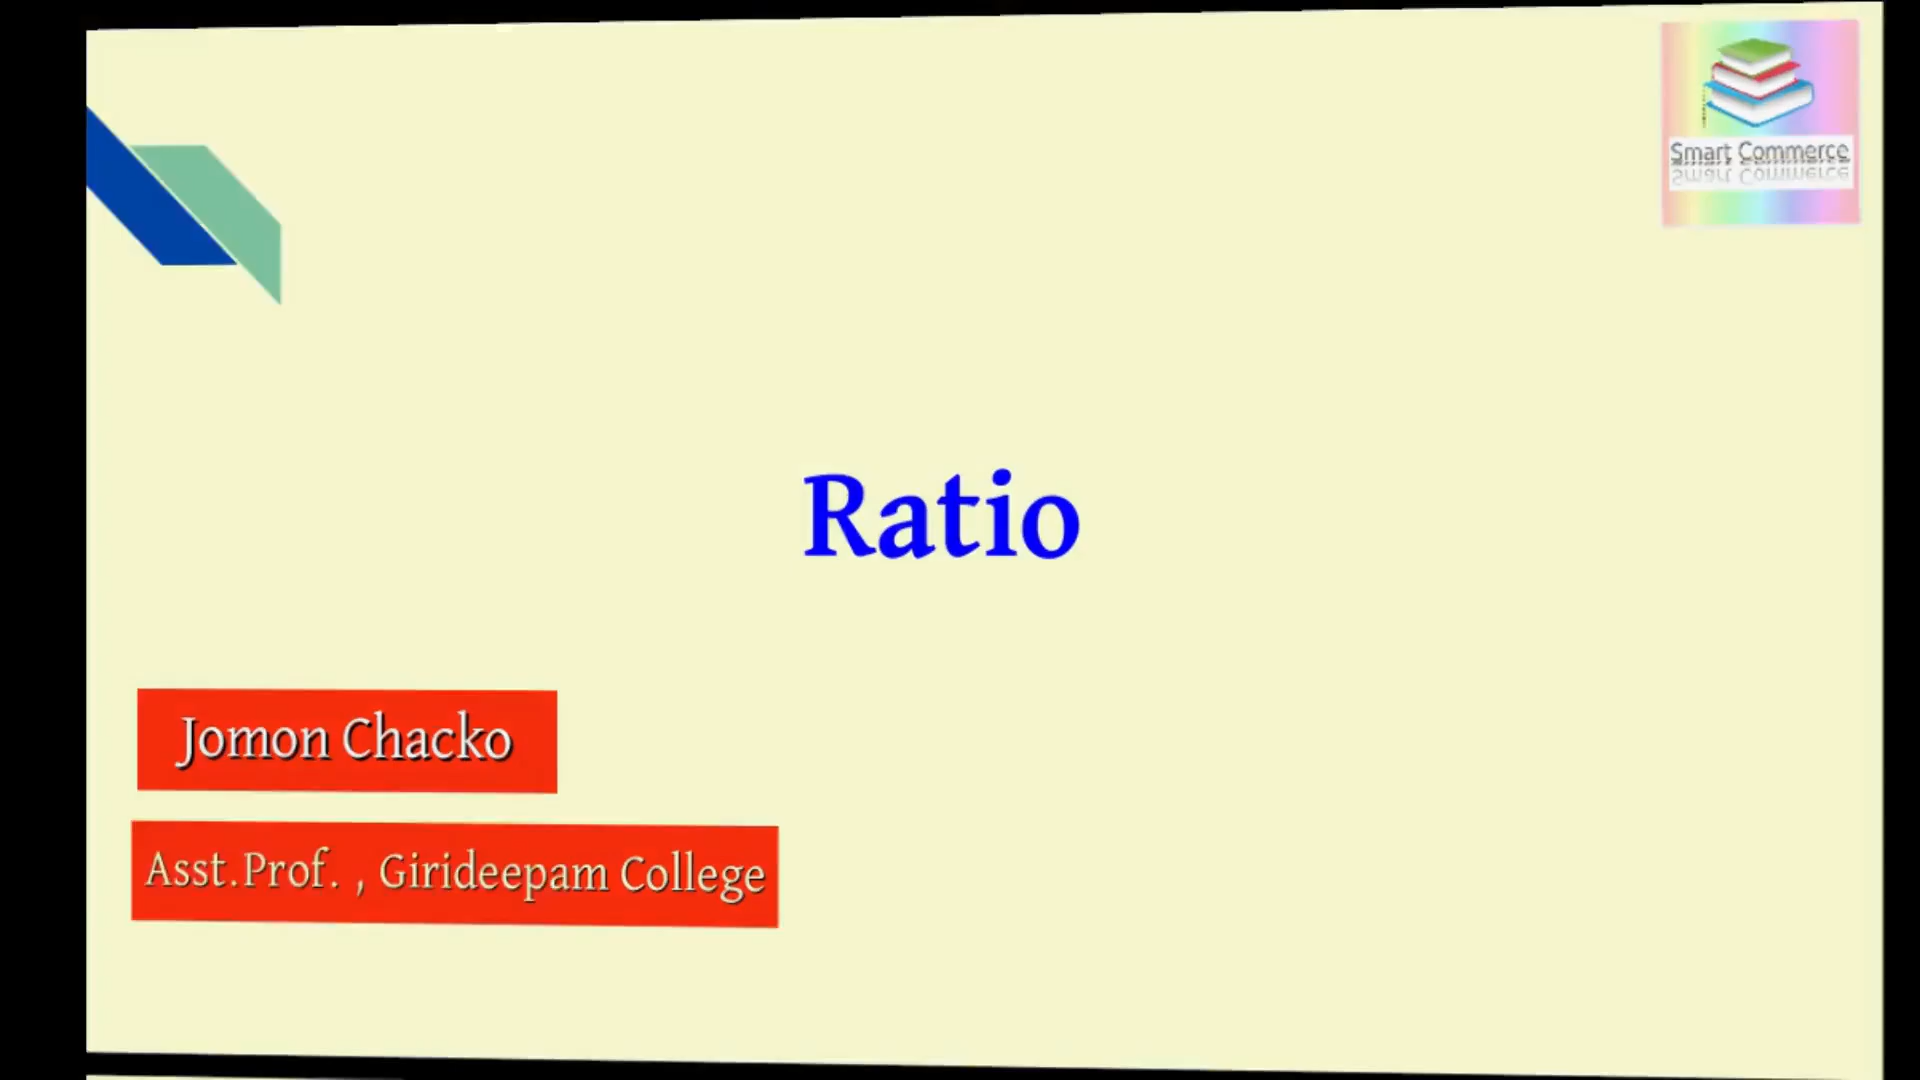 Smart Commerce
Ratio
Jomon Chacko
Asst.Prof. , Girideepam College